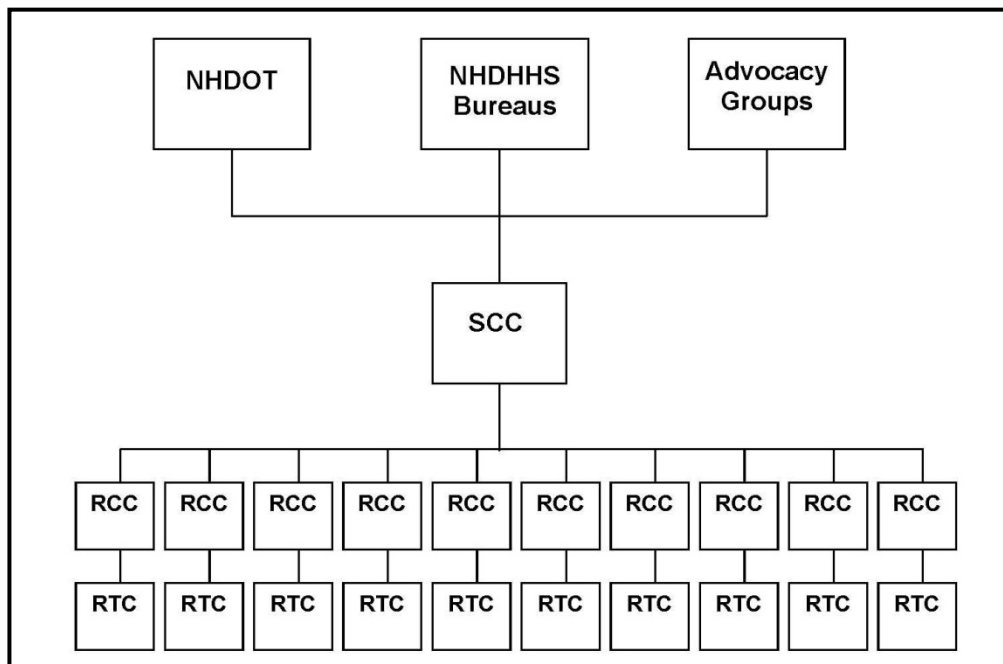 NHDOT
NHDHHS
Bureaus
Advocacy
Groups
SCC
RCC RCC RCC RCC RCC RCC RCC RCC RCC RCC
RTC RTC RTC RTC RTC RTC RTC RTC RTC RTC